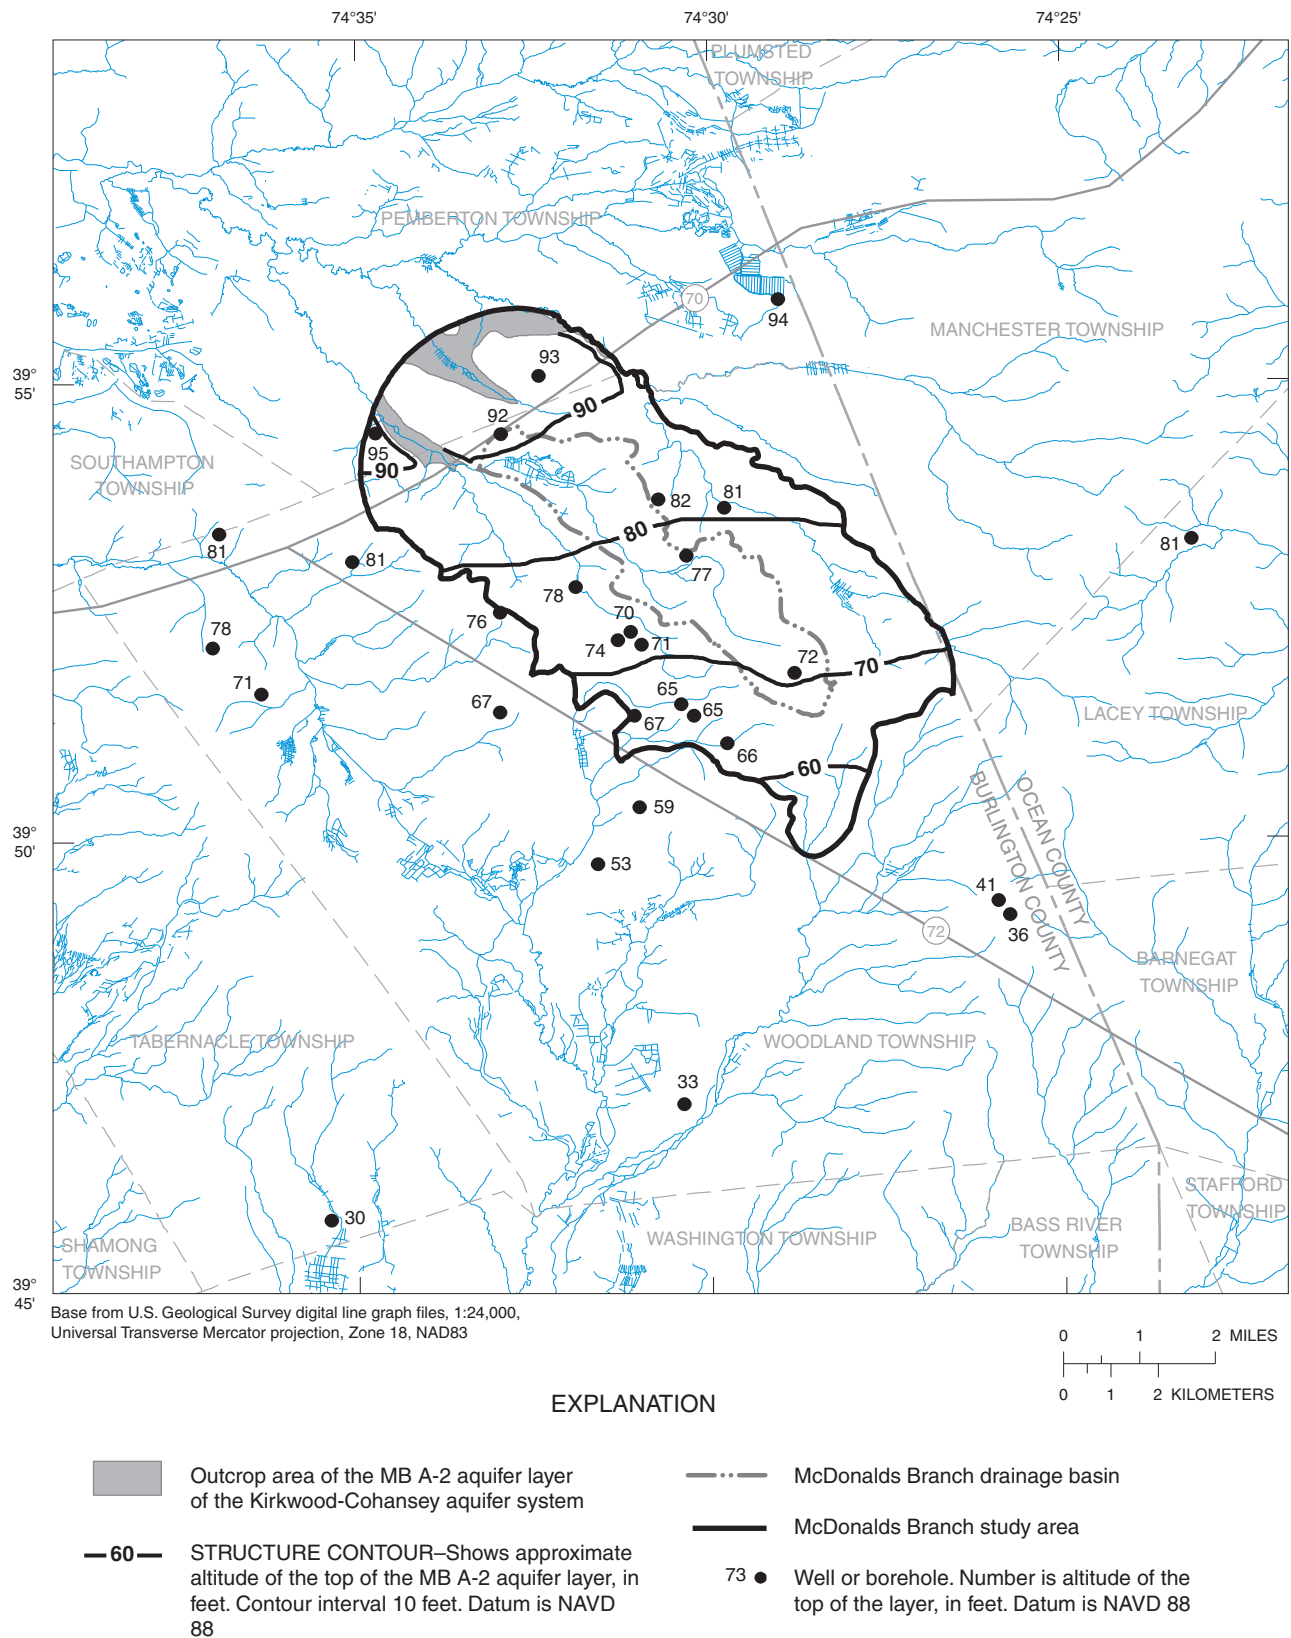 74°35'
74°30'
74°25'
PLUMSTED
TOWNSHIP
PEMBERTON TOWNSHIP
70
94
MANCHESTER TOWNSHIP
93
39°
55'
90
92
95
90
SOUTHAMPTON
TOWNSHIP
82
81
80
81
81
81
77
78
76
70
78
74
71
72
70
71
67
65
65
67
LACEY TOWNSHIP
66
60
59
OCEAN COUNTY
BURLINGTON COUNTY
39°
50'
53
41
36
72
BARNEGAT
TOWNSHIP
TABERNACLE TOWNSHIP
WOODLAND TOWNSHIP
33
STAFFORD
TOWNSHIP
30
BASS RIVER
TOWNSHIP
WASHINGTON TOWNSHIP
SHAMONG
TOWNSHIP
39°
45'
Base from U.S. Geological Survey digital line graph files, 1:24,000,
Universal Transverse Mercator projection, Zone 18, NAD83
0 1 2 MILES
0 1 2 KILOMETERS
EXPLANATION
Outcrop area of the MB A-2 aquifer layer
of the Kirkwood-Cohansey aquifer system
60
STRUCTURE CONTOUR–Shows approximate
altitude of the top of the MB A-2 aquifer layer, in
feet. Contour interval 10 feet. Datum is NAVD
88
McDonalds Branch drainage basin
McDonalds Branch study area
73
Well or borehole. Number is altitude of the
top of the layer, in feet. Datum is NAVD 88